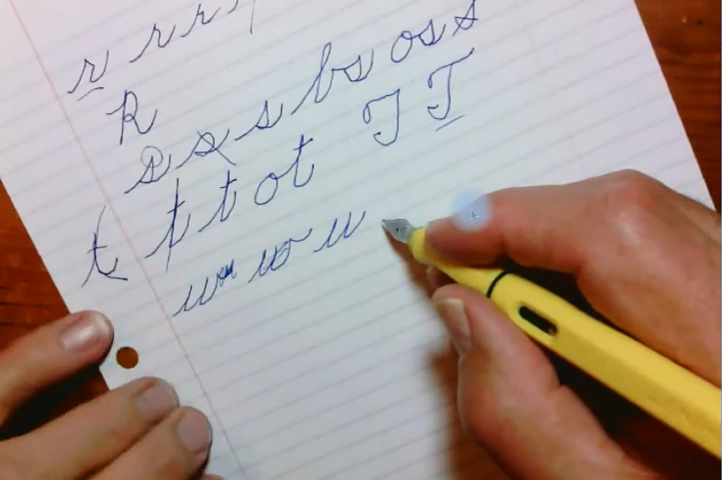 r r r r
R
s s s bs os s
t t t ot T T
w w u